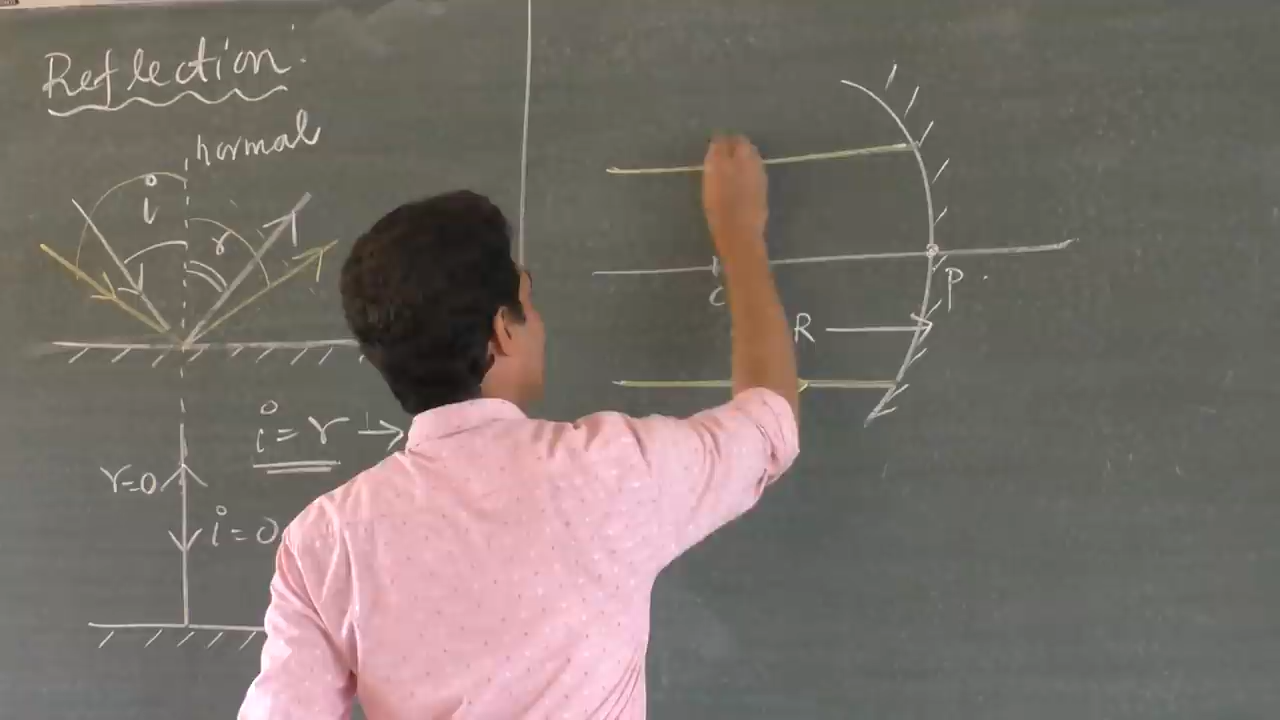 Reflection:
normal
i
r
i = r
r=0
i = 0
C
P
R